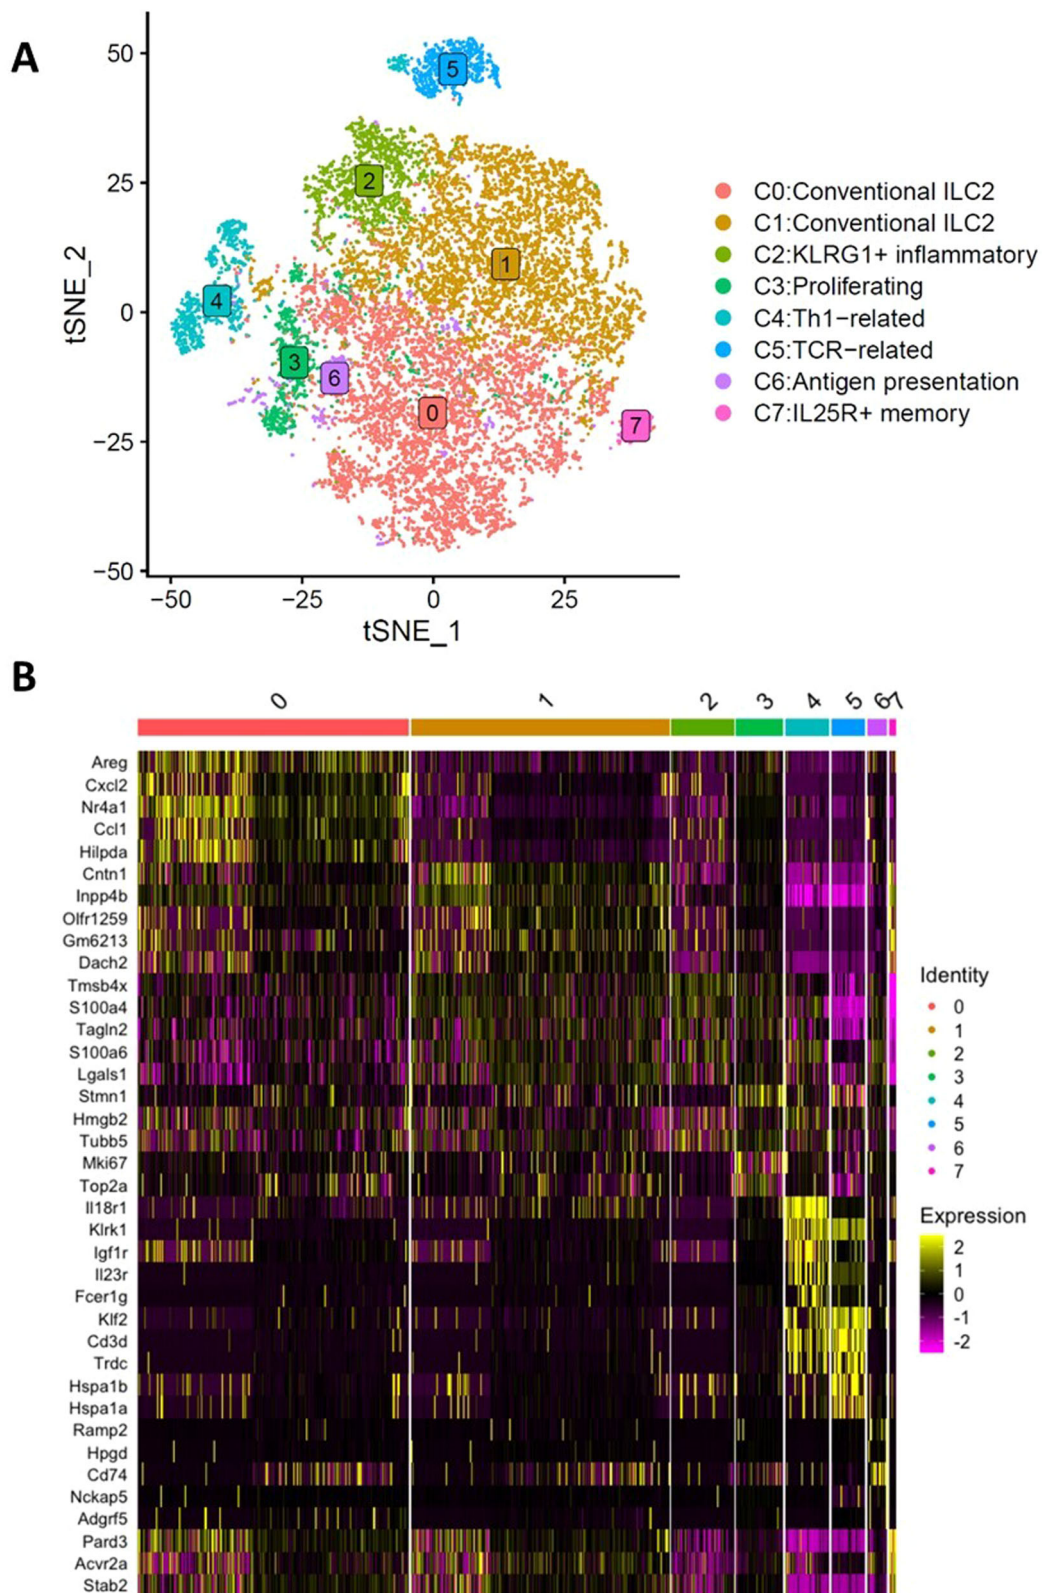 A
50
25
0
−25
−50
tSNE_2
5
2
1
4
3
6
0
7
−50
−25
0
25
tSNE_1
C0:Conventional ILC2
C1:Conventional ILC2
C2:KLRG1+ inflammatory
C3:Proliferating
C4:Th1−related
C5:TCR−related
C6:Antigen presentation
C7:IL25R+ memory
B
0 1 2 3 4 5 6 7
Areg
Cxcl2
Nr4a1
Ccl1
Hilpda
Cntn1
Inpp4b
Olfr1259
Gm6213
Dach2
Tmsb4x
S100a4
Tagln2
S100a6
Lgals1
Stmn1
Hmgb2
Tubb5
Mki67
Top2a
Il18r1
Klrk1
Igf1r
Il23r
Fcer1g
Klf2
Cd3d
Trdc
Hspa1b
Hspa1a
Ramp2
Hpgd
Cd74
Nckap5
Adgrf5
Pard3
Acvr2a
Stab2
Identity
0
1
2
3
4
5
6
7
Expression
2
1
0
-1
-2